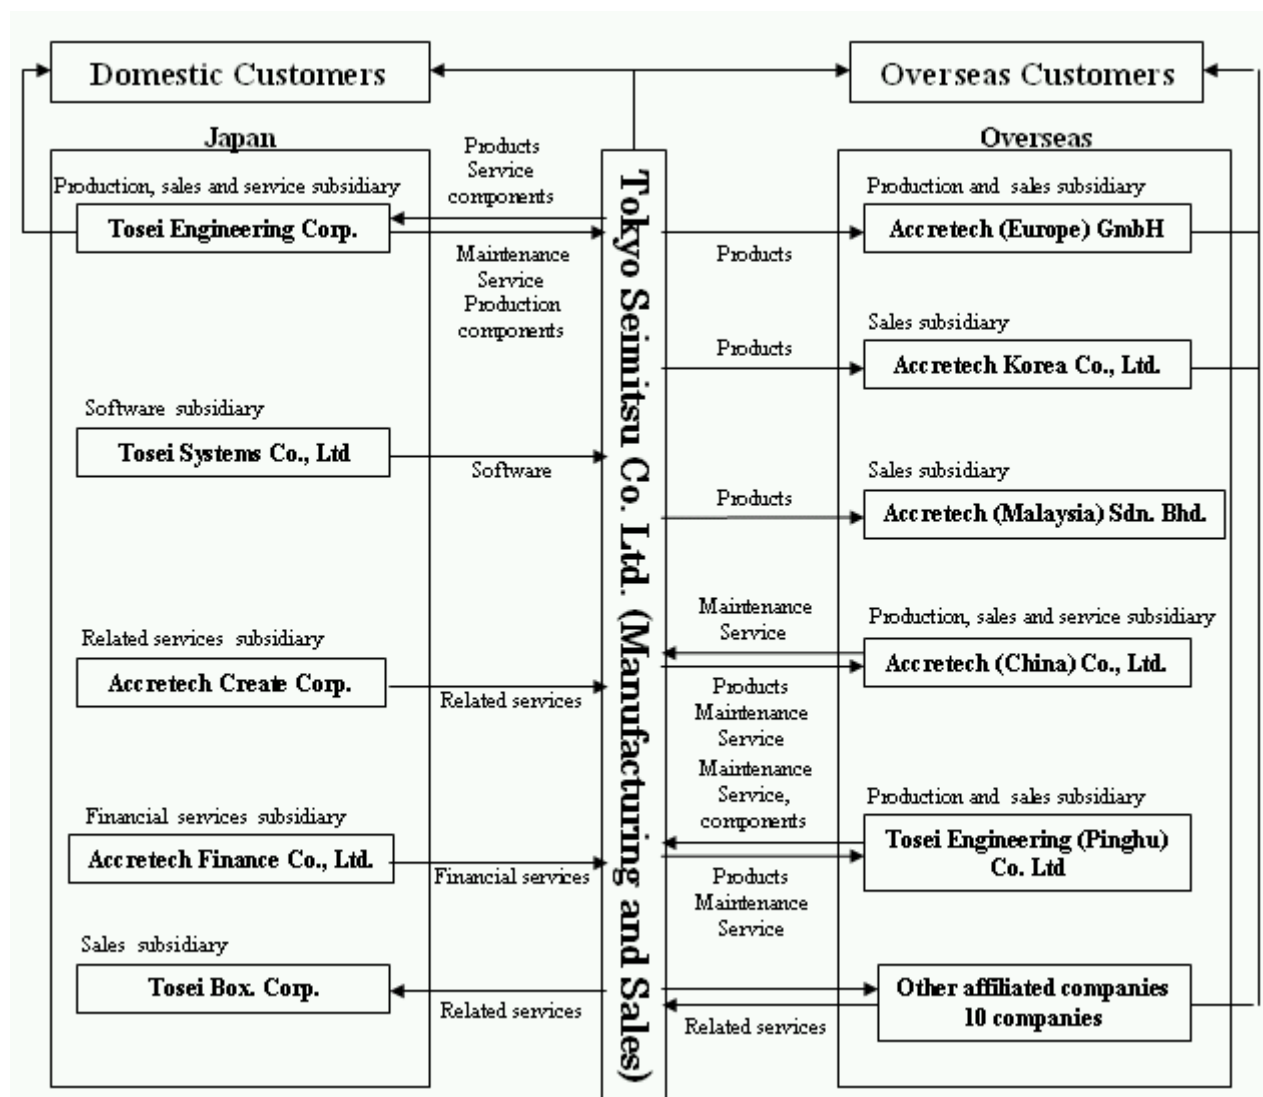 Domestic Customers
Overseas Customers
Japan
Production, sales and service subsidiary
Tosei Engineering Corp.
Software subsidiary
Tosei Systems Co., Ltd
Related services subsidiary
Accretech Create Corp.
Financial services subsidiary
Accretech Finance Co., Ltd.
Sales subsidiary
Tosei Box. Corp.
Products
Service
components
Maintenance
Service
Production
components
Software
Related services
Financial services
Related services
Tokyo Seimitsu Co. Ltd. (Manufacturing and Sales)
Products
Products
Products
Maintenance
Service
Products
Maintenance
Service
Maintenance
Service,
components
Products
Maintenance
Service
Related services
Overseas
Production and sales subsidiary
Accretech (Europe) GmbH
Sales subsidiary
Accretech Korea Co., Ltd.
Sales subsidiary
Accretech (Malaysia) Sdn. Bhd.
Production, sales and service subsidiary
Accretech (China) Co., Ltd.
Production and sales subsidiary
Tosei Engineering (Pinghu)
Co. Ltd
Other affiliated companies
10 companies